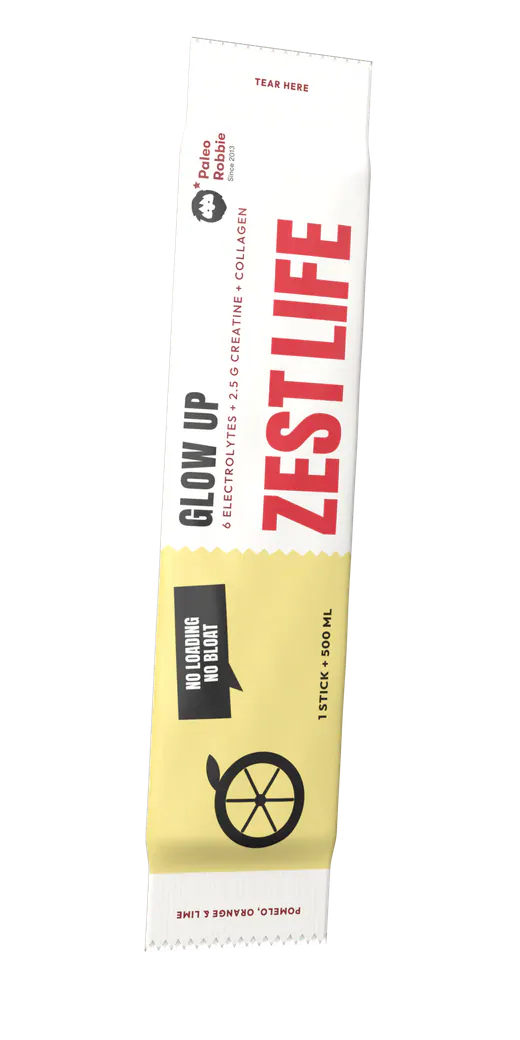 TEAR HERE
Paleo
Robbie
Since 2013
GLOW UP
6 ELECTROLYTES + 2.5 G CREATINE + COLLAGEN
ZEST LIFE
NO LOADING
NO BLOAT
1 STICK + 500 ML
POMELO, ORANGE & LIME